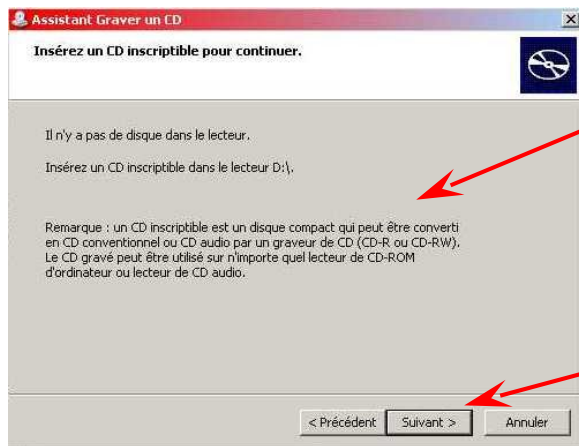 Assistant Graver un CD
Insérez un CD inscriptible pour continuer.
Il n'y a pas de disque dans le lecteur.
Insérez un CD inscriptible dans le lecteur D:\.
Remarque : un CD inscriptible est un disque compact qui peut être converti
en CD conventionnel ou CD audio par un graveur de CD (CD-R ou CD-RW).
Le CD gravé peut être utilisé sur n'importe quel lecteur de CD-ROM
d'ordinateur ou lecteur de CD audio.
< Précédent Suivant > Annuler